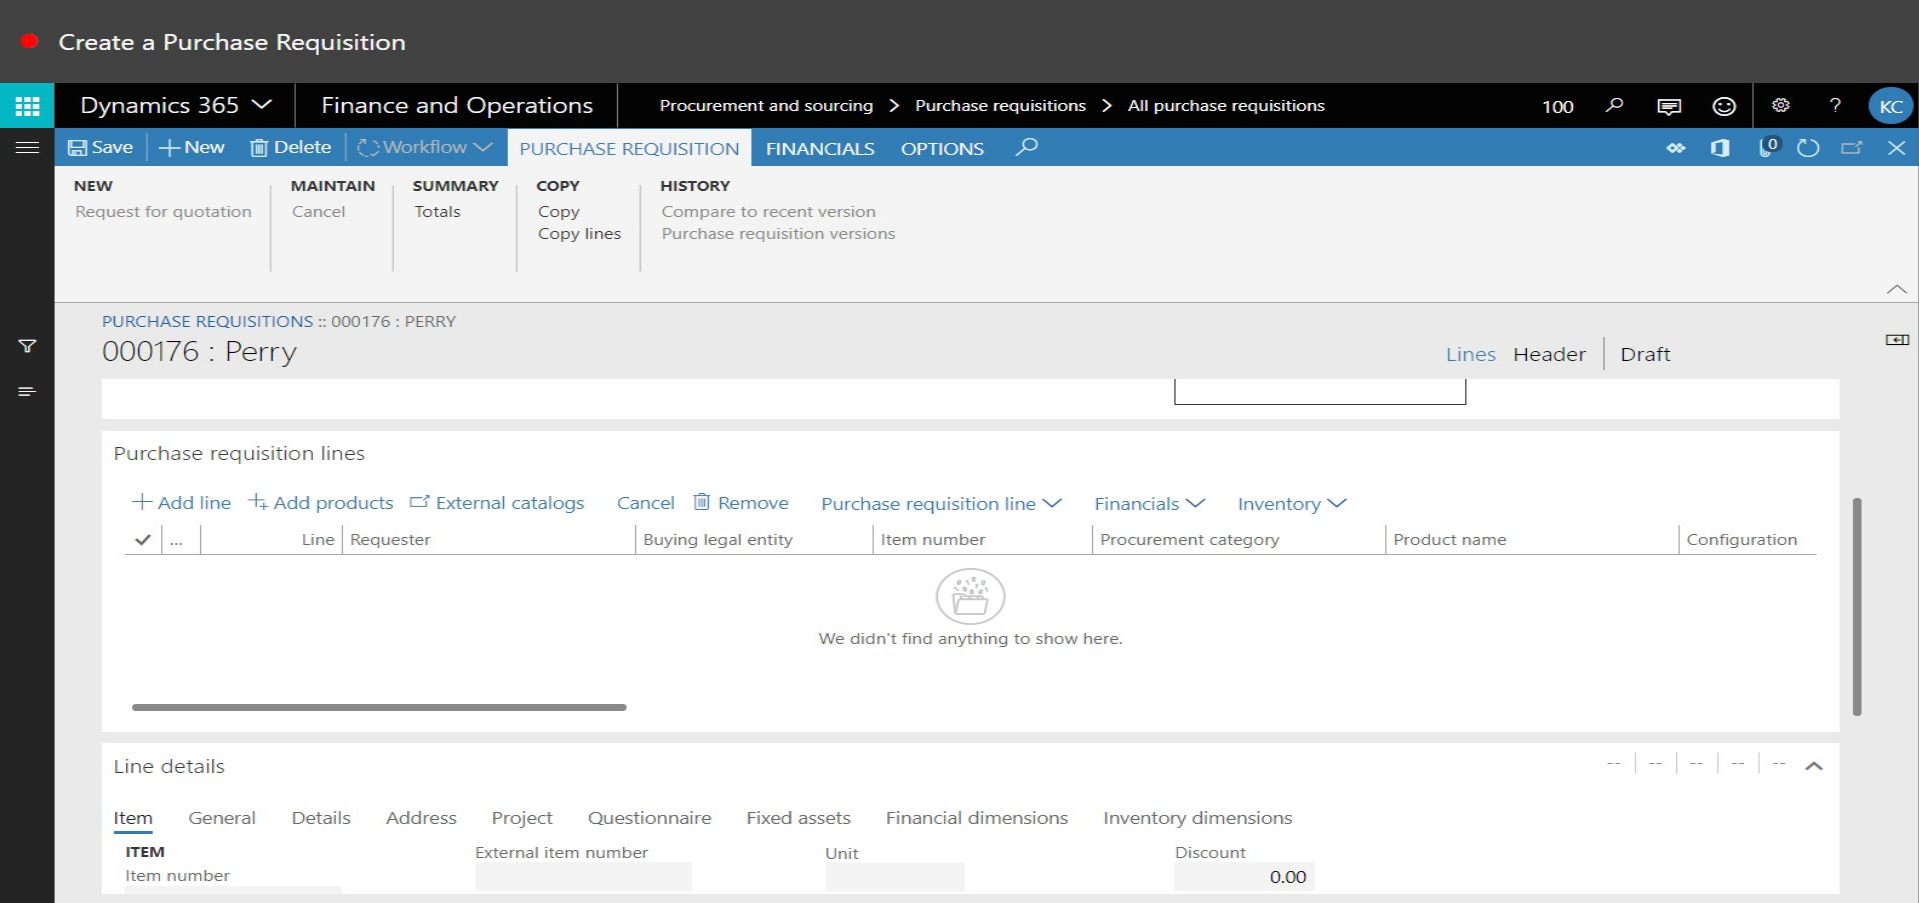 Create a Purchase Requisition
Dynamics 365 Finance and Operations Procurement and sourcing > Purchase requisitions > All purchase requisitions 100 ? KC
Save New Delete Workflow PURCHASE REQUISITION FINANCIALS OPTIONS 0
NEW MAINTAIN SUMMARY COPY HISTORY
Request for quotation Cancel Totals Copy Compare to recent version
Copy lines Purchase requisition versions
PURCHASE REQUISITIONS :: 000176 : PERRY
000176 : Perry Lines Header Draft
Purchase requisition lines
Add line Add products External catalogs Cancel Remove Purchase requisition line Financials Inventory
... Line Requester Buying legal entity Item number Procurement category Product name Configuration
We didn't find anything to show here.
Line details -- -- -- -- --
Item General Details Address Project Questionnaire Fixed assets Financial dimensions Inventory dimensions
ITEM External item number Unit Discount
Item number 0.00